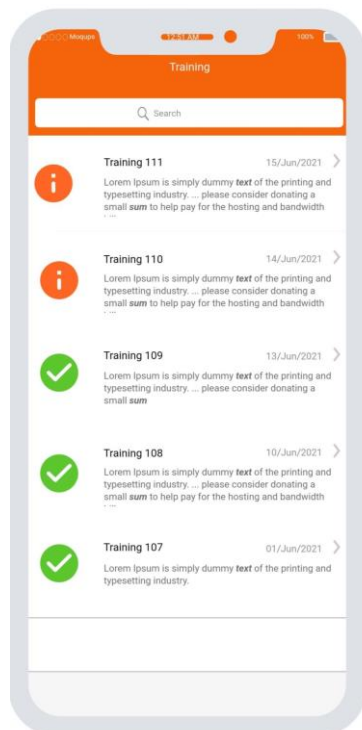 Moqups 12:51 AM 100%
Training
Search
Training 111 15/Jun/2021
Lorem Ipsum is simply dummy text of the printing and
typesetting industry. ... please consider donating a
small sum to help pay for the hosting and bandwidth
Training 110 14/Jun/2021
Lorem Ipsum is simply dummy text of the printing and
typesetting industry. ... please consider donating a
small sum to help pay for the hosting and bandwidth
Training 109 13/Jun/2021
Lorem Ipsum is simply dummy text of the printing and
typesetting industry. ... please consider donating a
small sum
Training 108 10/Jun/2021
Lorem Ipsum is simply dummy text of the printing and
typesetting industry. ... please consider donating a
small sum to help pay for the hosting and bandwidth
Training 107 01/Jun/2021
Lorem Ipsum is simply dummy text of the printing and
typesetting industry.